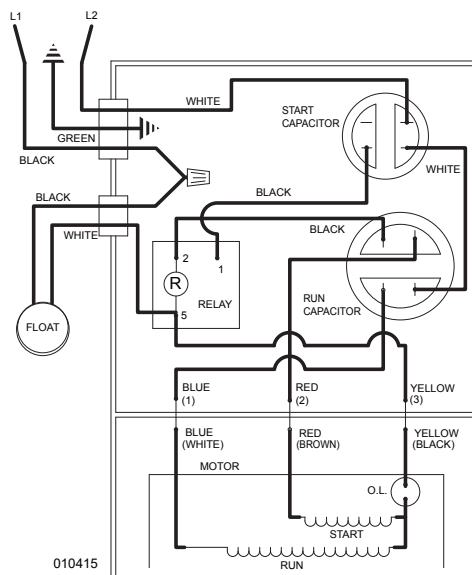 L1
L2
WHITE
START
CAPACITOR
GREEN
BLACK
WHITE
BLACK
BLACK
BLACK
WHITE
2
1
R
RELAY
5
RUN
CAPACITOR
FLOAT
BLUE
(1)
RED
(2)
YELLOW
(3)
BLUE
(WHITE)
RED
(BROWN)
YELLOW
(BLACK)
MOTOR
O.L.
START
RUN
010415